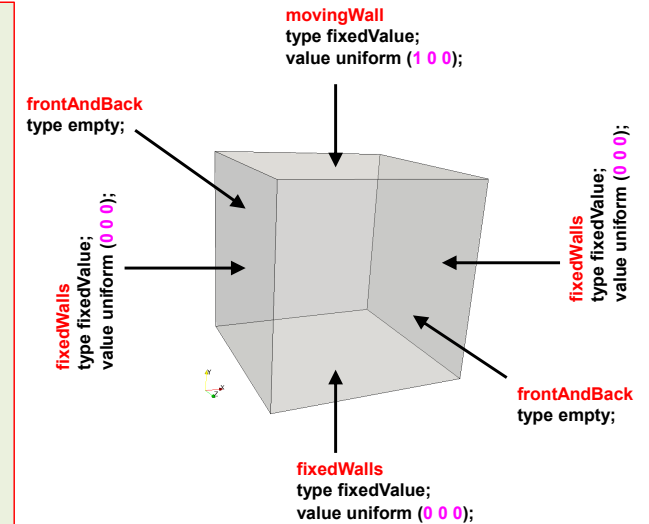 movingWall
type fixedValue;
value uniform (1 0 0);
frontAndBack
type empty;
fixedWalls
type fixedValue;
value uniform (0 0 0);
fixedWalls
type fixedValue;
value uniform (0 0 0);
Y
X
Z
frontAndBack
type empty;
fixedWalls
type fixedValue;
value uniform (0 0 0);